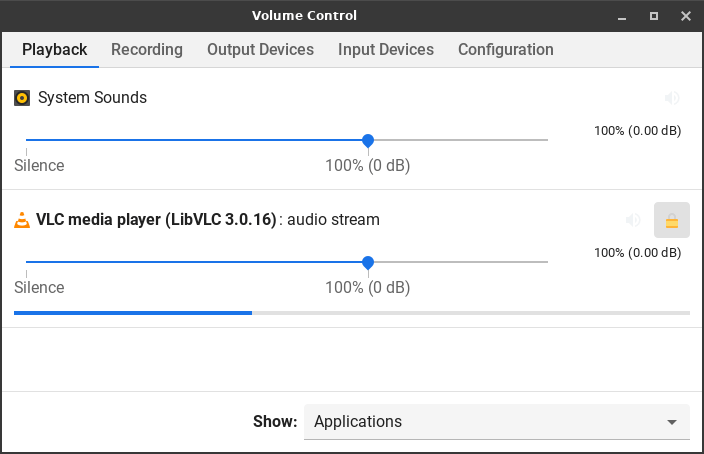 Volume Control
Playback Recording Output Devices Input Devices Configuration
System Sounds
100% (0.00 dB)
Silence 100% (0 dB)
VLC media player (LibVLC 3.0.16) : audio stream
100% (0.00 dB)
Silence 100% (0 dB)
Show: Applications